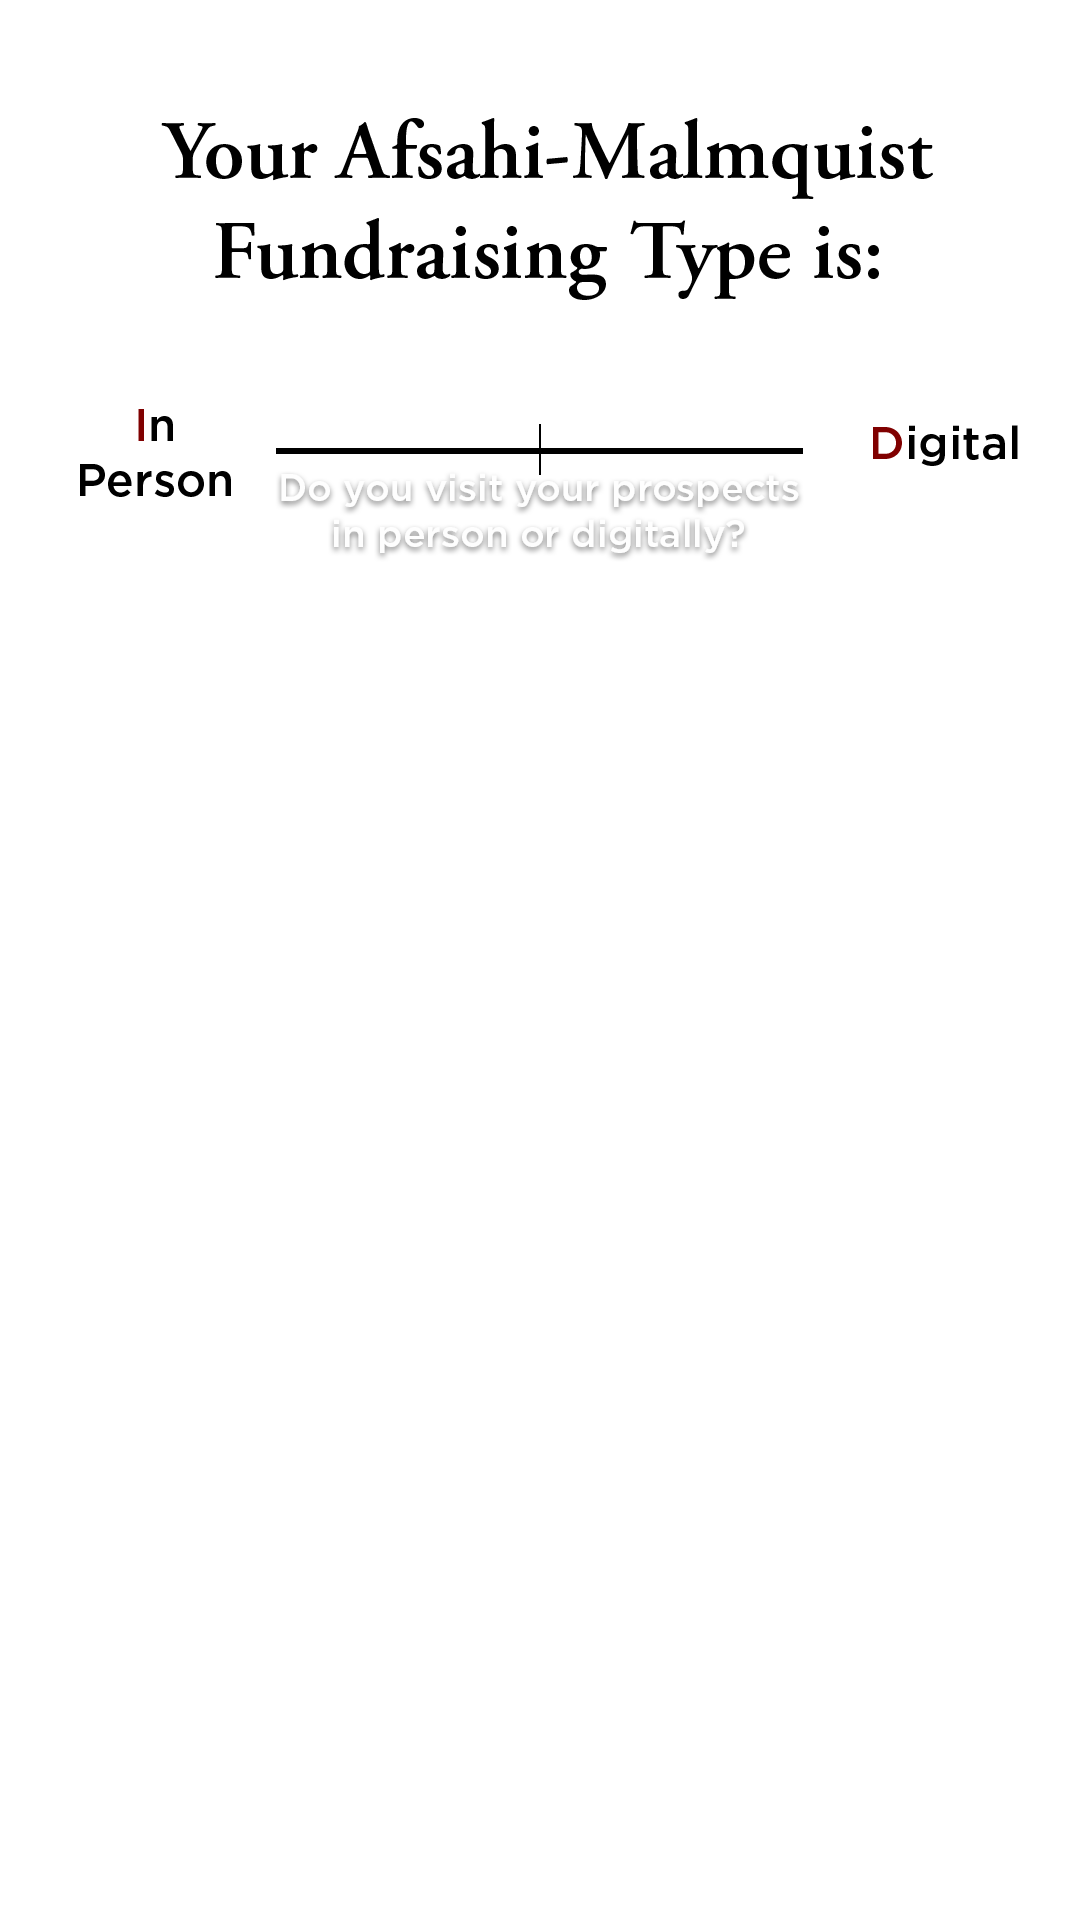 Your Afsahi-Malmquist
Fundraising Type is:
In
Person
Digital
Do you visit your prospects
in person or digitally?